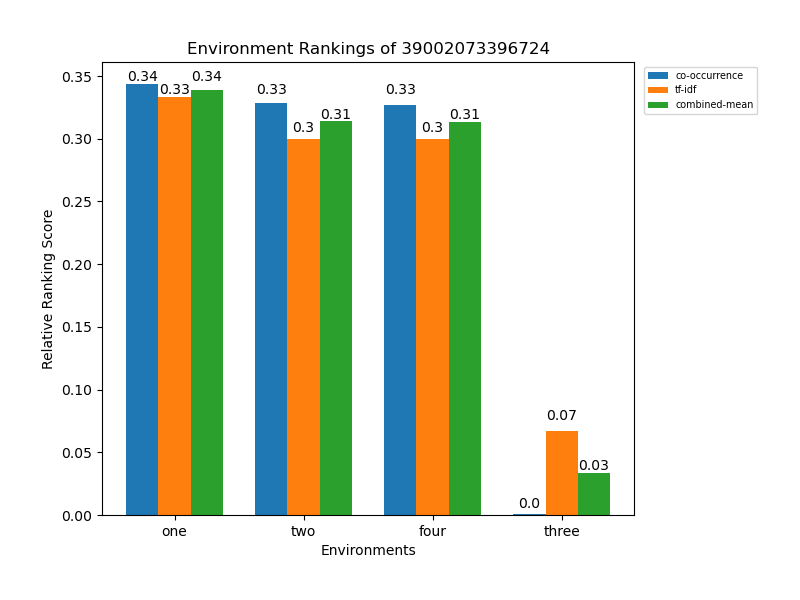 Environment Rankings of 39002073396724
co-occurrence
tf-idf
combined-mean
0.34
0.33
0.34
0.33
0.3
0.31
0.33
0.3
0.31
0.0
0.07
0.03
0.35
0.30
0.25
0.20
0.15
0.10
0.05
0.00
Relative Ranking Score
one
two
four
three
Environments